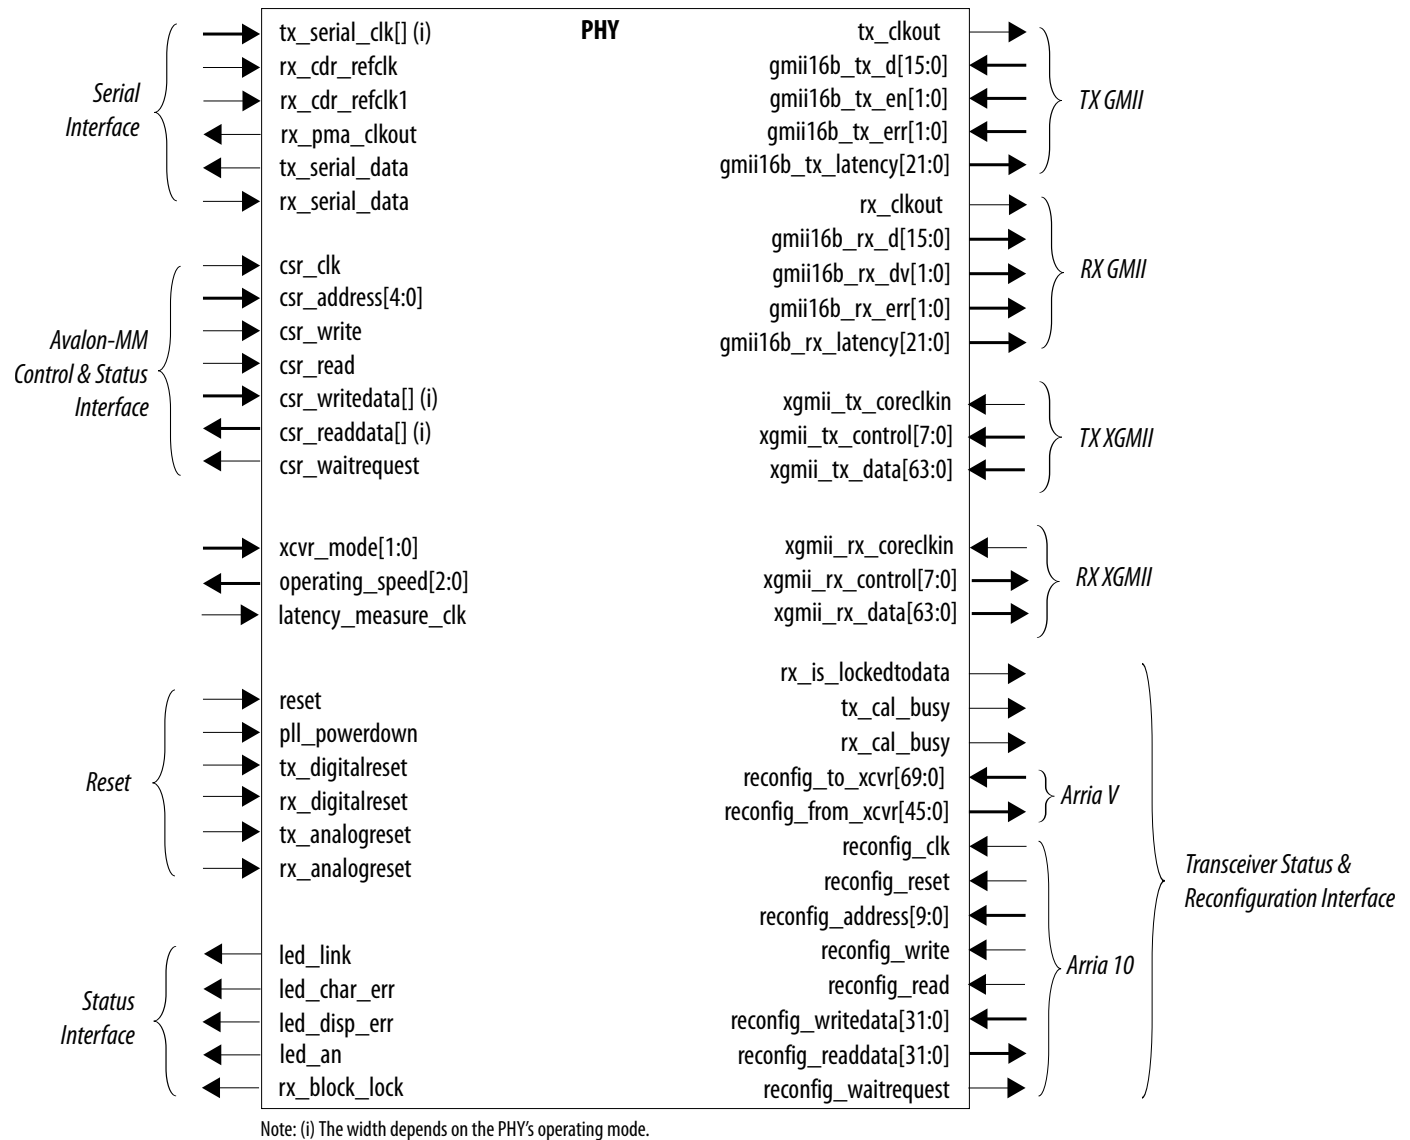 PHY
Serial
Interface
tx_serial_clk[] (i)
rx_cdr_refclk
rx_cdr_refclk1
rx_pma_clkout
tx_serial_data
rx_serial_data
Avalon-MM
Control & Status
Interface
csr_clk
csr_address[4:0]
csr_write
csr_read
csr_writedata[] (i)
csr_readdata[] (i)
csr_waitrequest
xcvr_mode[1:0]
operating_speed[2:0]
latency_measure_clk
Reset
reset
pll_powerdown
tx_digitalreset
rx_digitalreset
tx_analogreset
rx_analogreset
Status
Interface
led_link
led_char_err
led_disp_err
led_an
rx_block_lock
tx_clkout
gmii16b_tx_d[15:0]
gmii16b_tx_en[1:0]
gmii16b_tx_err[1:0]
gmii16b_tx_latency[21:0]
TX GMII
rx_clkout
gmii16b_rx_d[15:0]
gmii16b_rx_dv[1:0]
gmii16b_rx_err[1:0]
gmii16b_rx_latency[21:0]
RX GMII
xgmii_tx_coreclkin
xgmii_tx_control[7:0]
xgmii_tx_data[63:0]
TX XGMII
xgmii_rx_coreclkin
xgmii_rx_control[7:0]
xgmii_rx_data[63:0]
RX XGMII
rx_is_lockedtodata
tx_cal_busy
rx_cal_busy
reconfig_to_xcvr[69:0]
reconfig_from_xcvr[45:0]
Arria V
reconfig_clk
reconfig_reset
reconfig_address[9:0]
reconfig_write
reconfig_read
reconfig_writedata[31:0]
reconfig_readdata[31:0]
reconfig_waitrequest
Arria 10
Transceiver Status &
Reconfiguration Interface
Note: (i) The width depends on the PHY's operating mode.